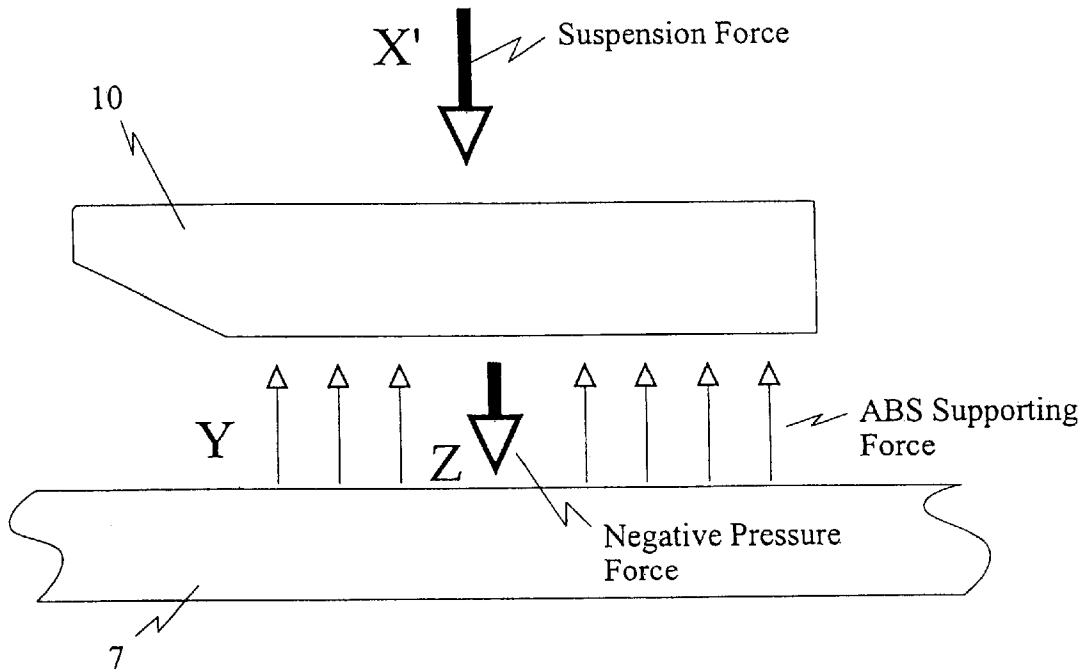 X'
Suspension Force
10
Y
Z
ABS Supporting
Force
Negative Pressure
Force
7